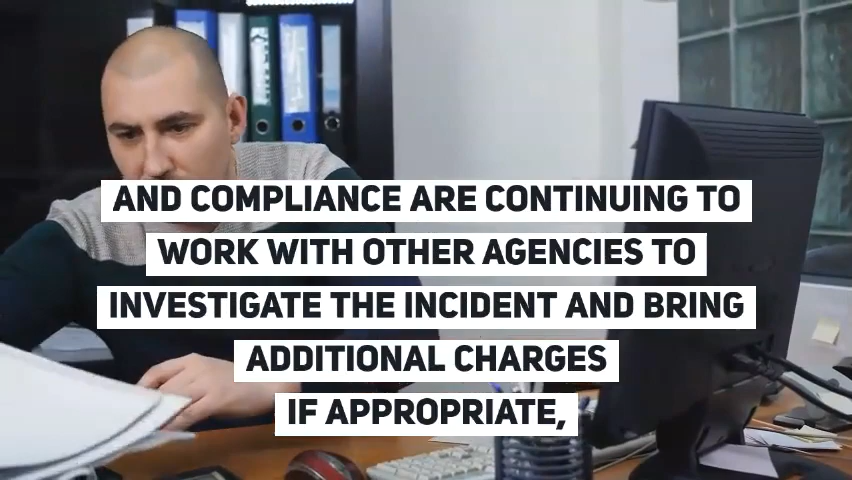 AND COMPLIANCE ARE CONTINUING TO
WORK WITH OTHER AGENCIES TO
INVESTIGATE THE INCIDENT AND BRING
ADDITIONAL CHARGES
IF APPROPRIATE,